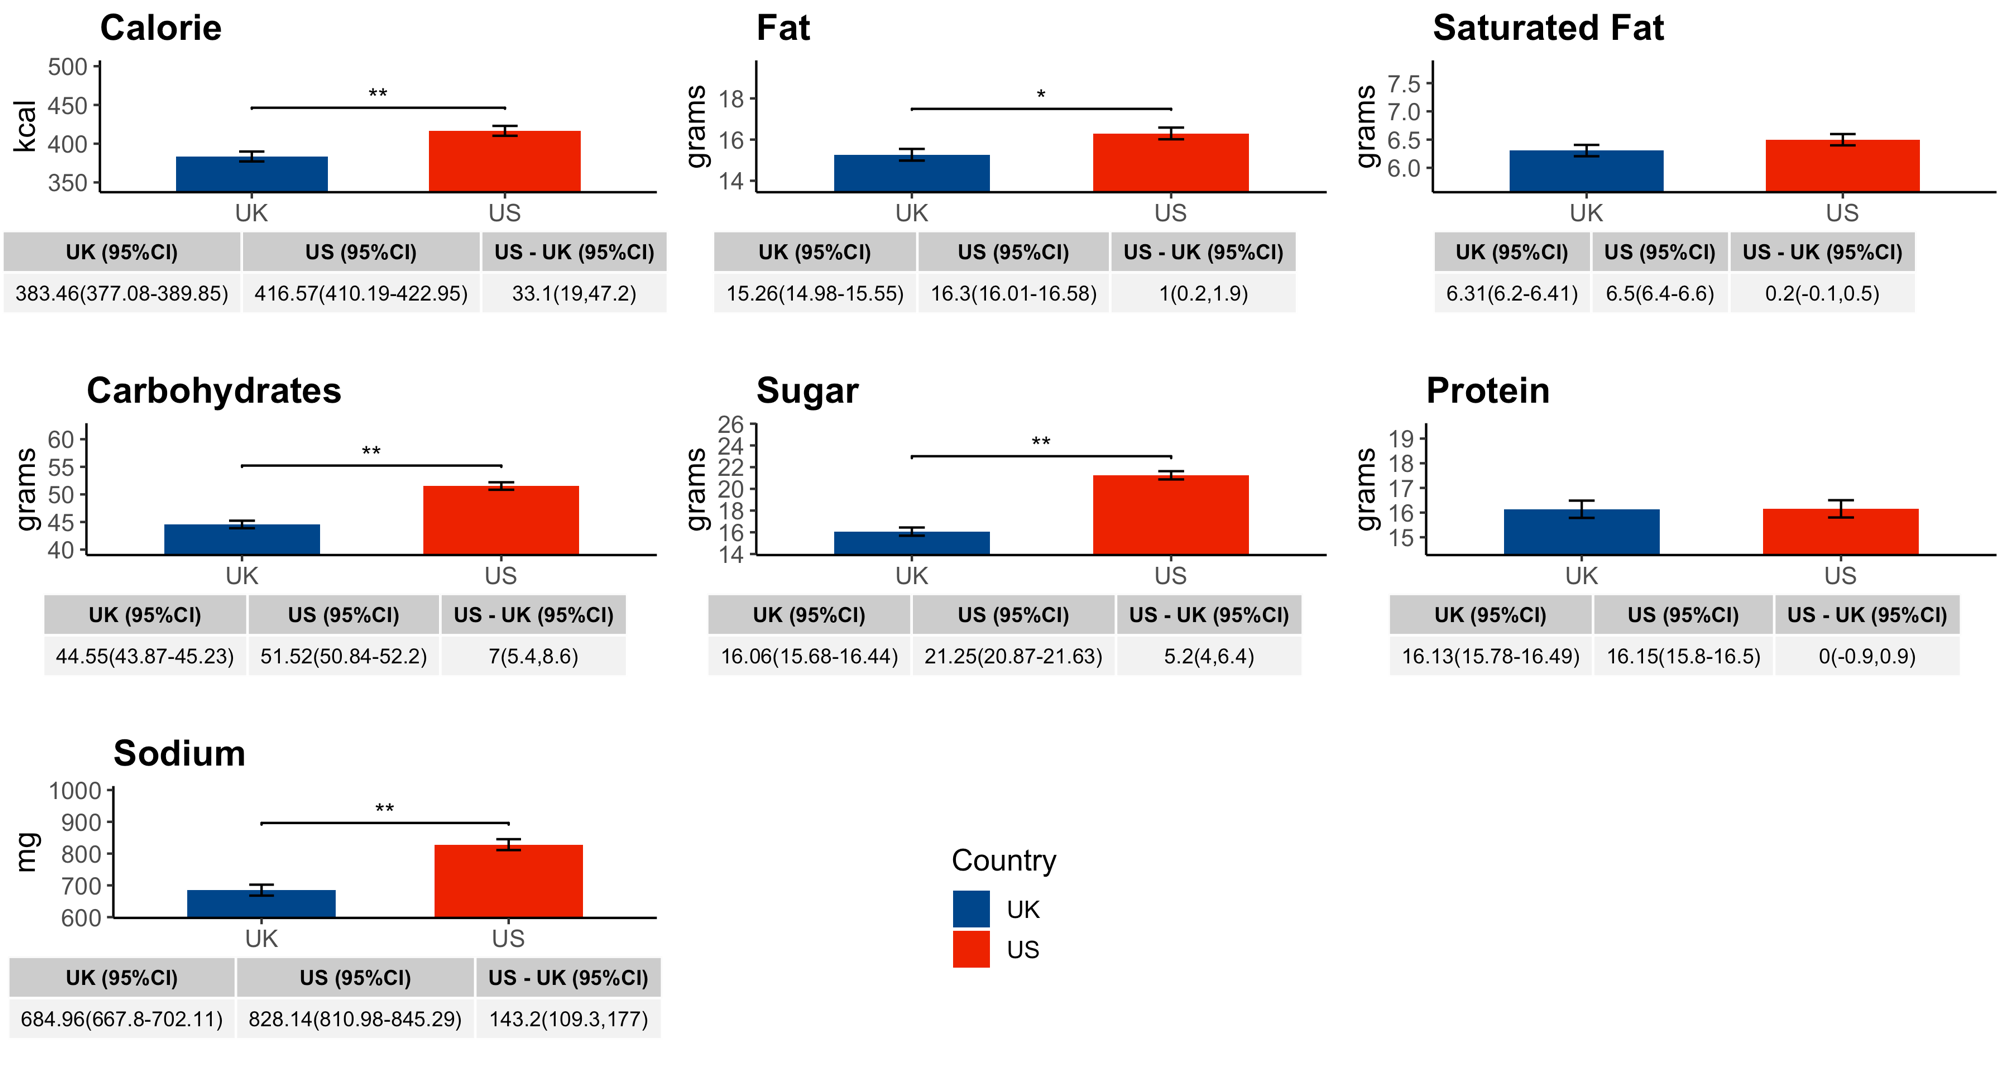 Calorie
kcal
500
450
400
350
**
UK US
UK (95%CI) US (95%CI) US - UK (95%CI)
383.46(377.08-389.85) 416.57(410.19-422.95) 33.1(19,47.2)
Fat
grams
18
16
14
*
UK US
UK (95%CI) US (95%CI) US - UK (95%CI)
15.26(14.98-15.55) 16.3(16.01-16.58) 1(0.2,1.9)
Saturated Fat
grams
7.5
7.0
6.5
6.0
UK US
UK (95%CI) US (95%CI) US - UK (95%CI)
6.31(6.2-6.41) 6.5(6.4-6.6) 0.2(-0.1,0.5)
Carbohydrates
grams
60
55
50
45
40
**
UK US
UK (95%CI) US (95%CI) US - UK (95%CI)
44.55(43.87-45.23) 51.52(50.84-52.2) 7(5.4,8.6)
Sugar
grams
26
24
22
20
18
16
14
**
UK US
UK (95%CI) US (95%CI) US - UK (95%CI)
16.06(15.68-16.44) 21.25(20.87-21.63) 5.2(4,6.4)
Protein
grams
19
18
17
16
15
UK US
UK (95%CI) US (95%CI) US - UK (95%CI)
16.13(15.78-16.49) 16.15(15.8-16.5) 0(-0.9,0.9)
Sodium
mg
1000
900
800
700
600
**
UK US
UK (95%CI) US (95%CI) US - UK (95%CI)
684.96(667.8-702.11) 828.14(810.98-845.29) 143.2(109.3,177)
Country
UK
US